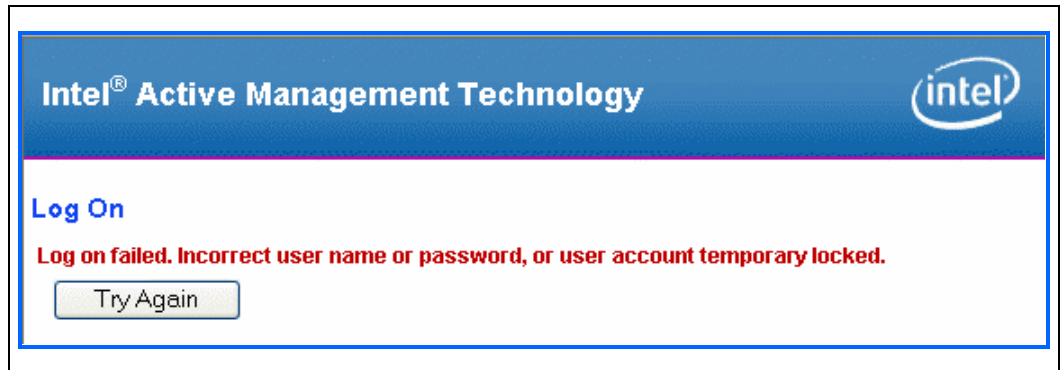 Intel® Active Management Technology
intel
Log On
Log on failed. Incorrect user name or password, or user account temporary locked.
Try Again